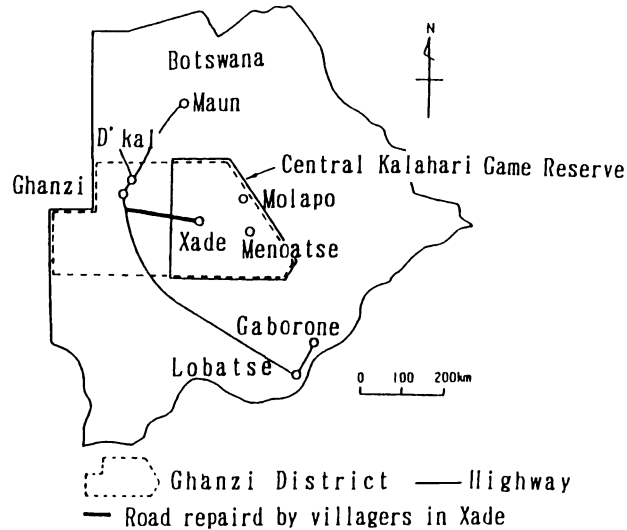 N
Botswana
Maun
D'kal
Central Kalahari Game Reserve
Ghanzi
Molapo
Xade
Menoatse
Gaborone
Lobatse
0 100 200km
Ghanzi District
Highway
Road repaird by villagers in Xade